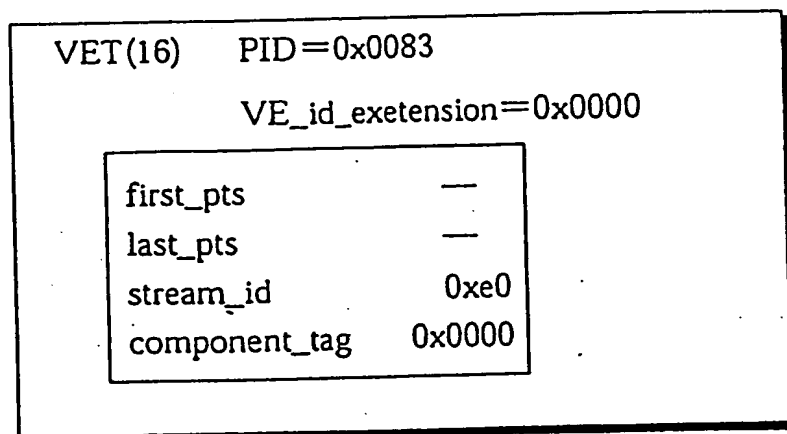 VET(16) PID=0x0083
VE_id_exetension=0x0000
first_pts —
last_pts —
stream_id 0xe0
component_tag 0x0000